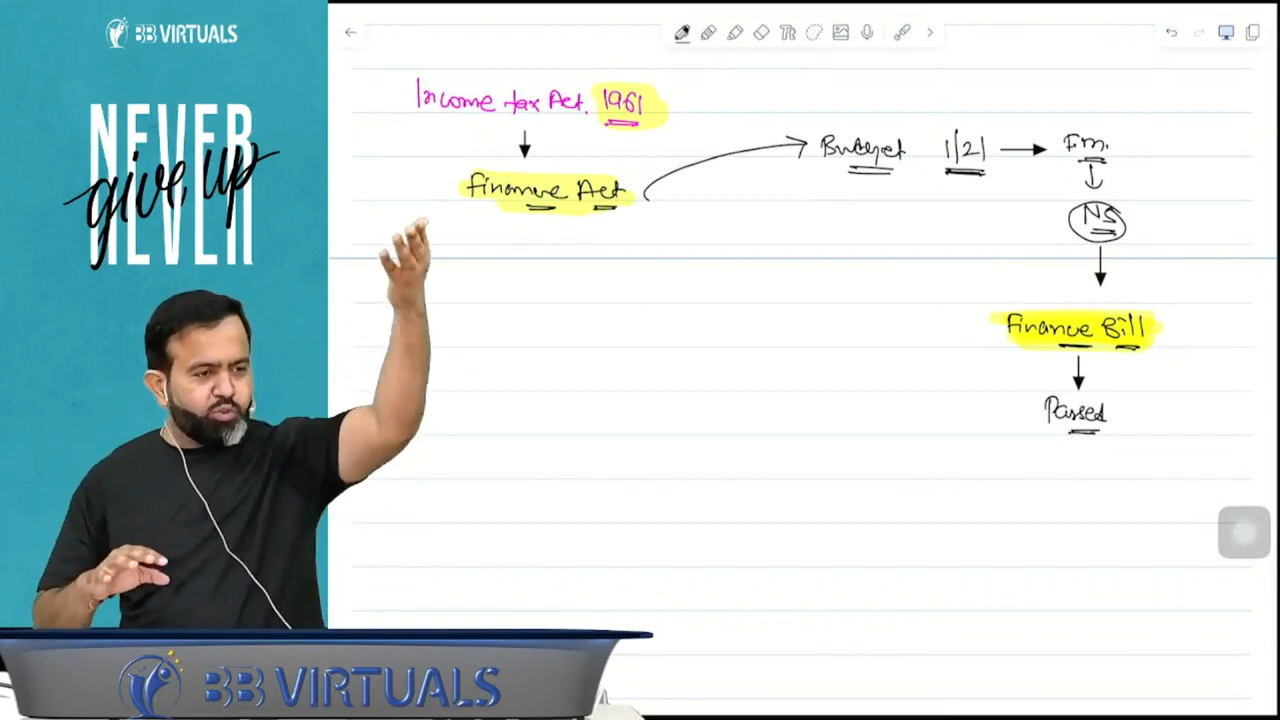 BB VIRTUALS
NEVER
give up
NEVER
Income tax Act. 1961
Finance Act
Budget 1|2| → Fm.
NS
Finance Bill
Passed
BB VIRTUALS